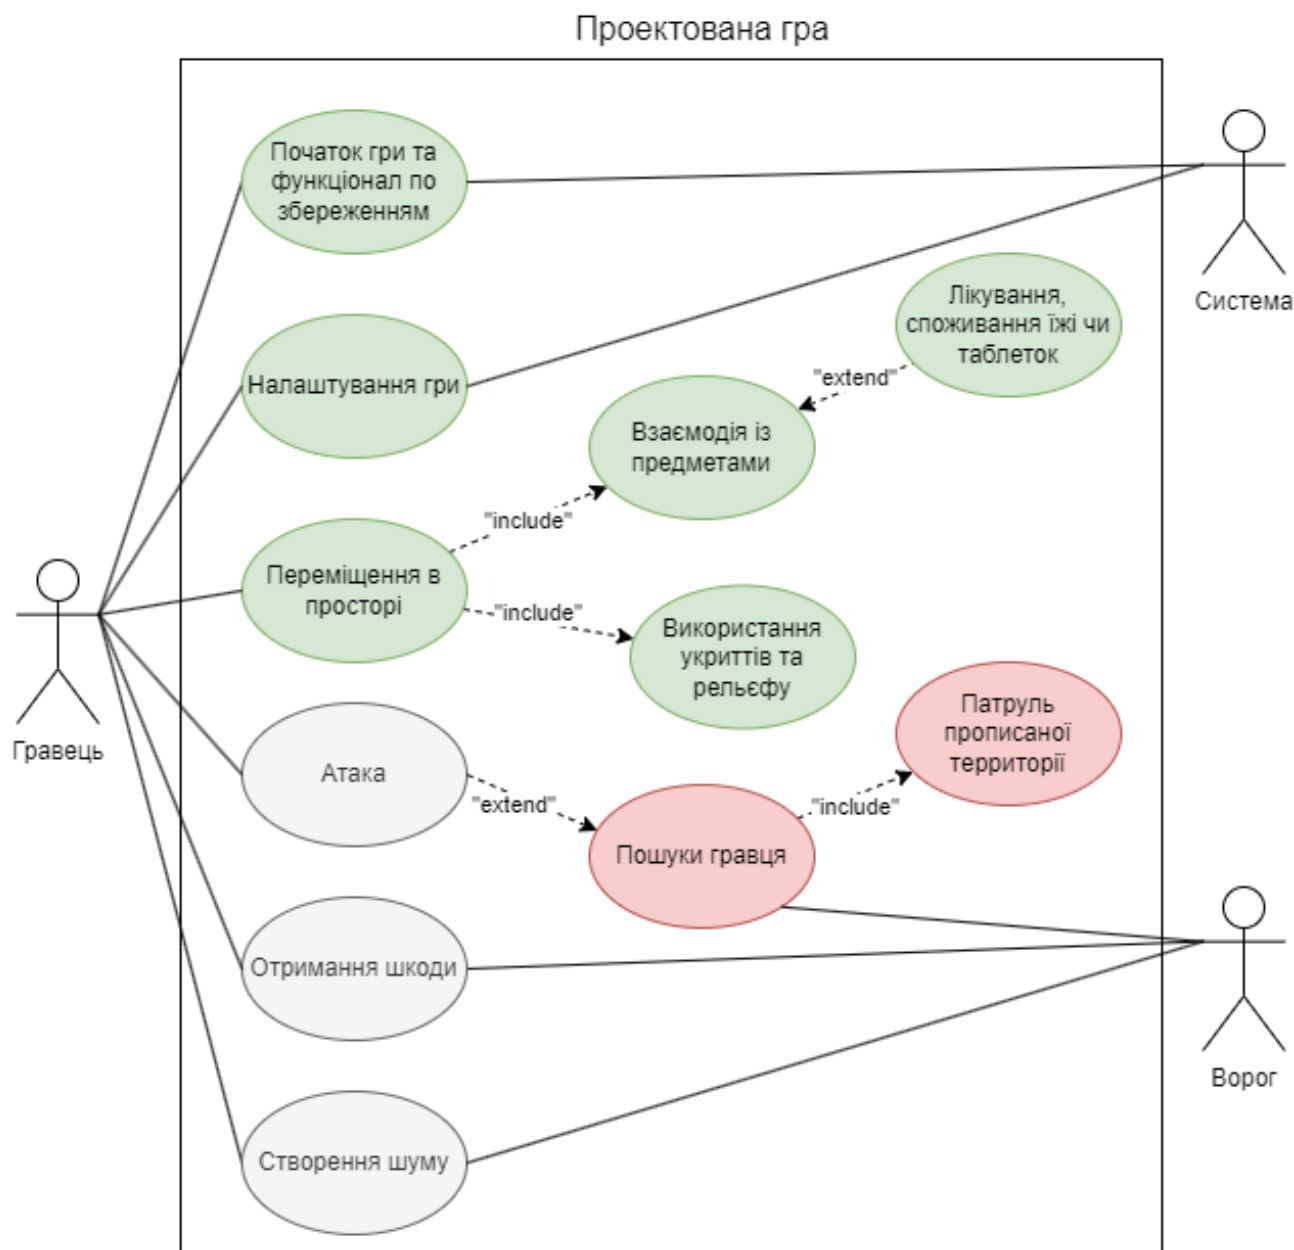 Проектована гра
Початок гри та
функціонал по
збереженням
Система
Лікування,
споживання їжі чи
таблеток
Налаштування гри
"extend"
Взаємодія із
предметами
"include"
Переміщення в
просторі
"include"
Використання
укриттів та
рельєфу
Гравець
Патруль
прописаної
территорії
Атака
"extend"
"include"
Пошуки гравця
Отримання шкоди
Ворог
Створення шуму